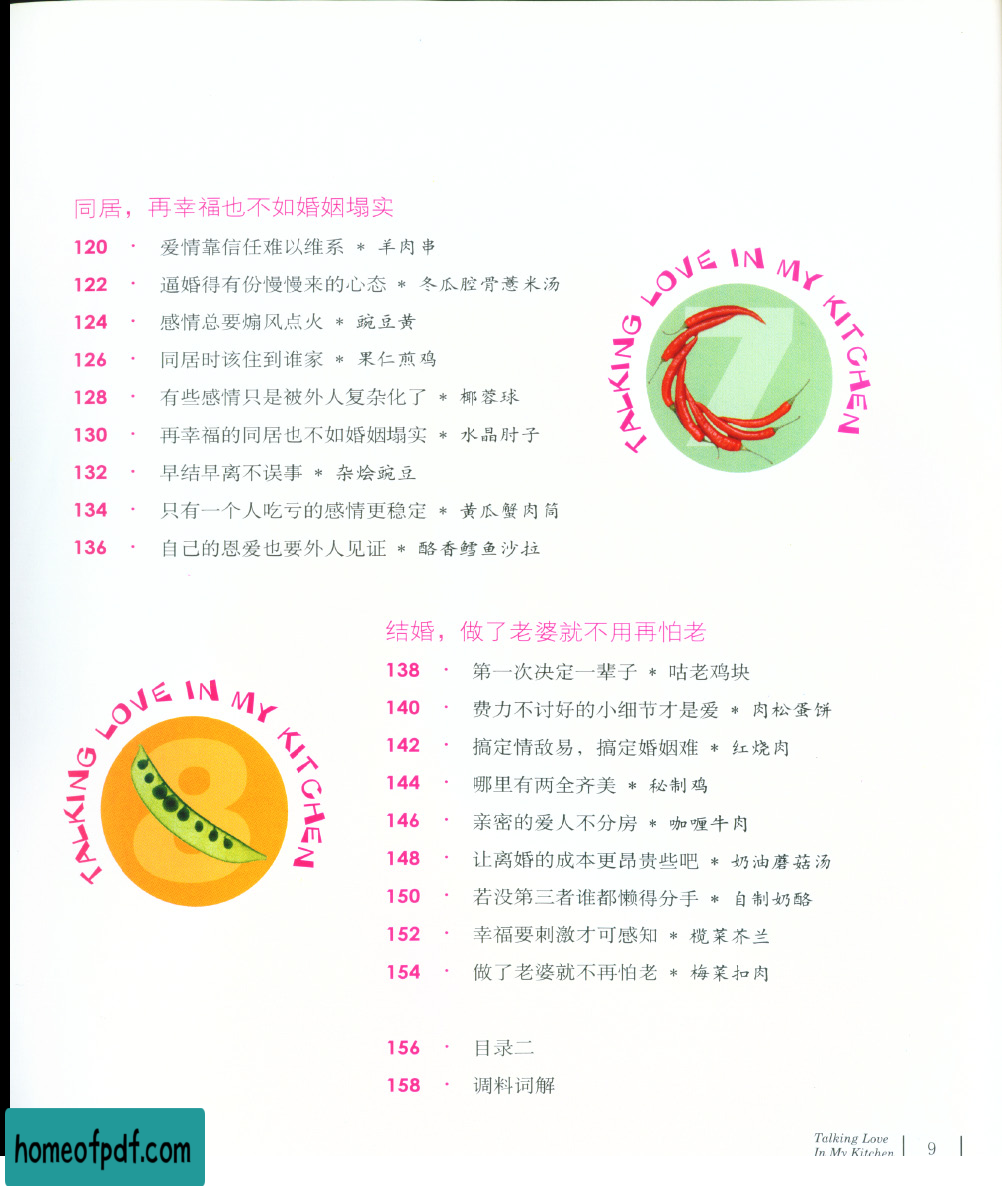 同居，再幸福也不如婚姻塌实
120 · 爱情靠信任难以维系 * 羊肉串
122 · 逼婚得有份慢慢来的心态 * 冬瓜腔骨薏米汤
124 · 感情总要煽风点火 * 豌豆黄
126 · 同居时该住到谁家 * 果仁煎鸡
128 · 有些感情只是被外人复杂化了 * 椰蓉球
130 · 再幸福的同居也不如婚姻塌实 * 水晶肘子
132 · 早结早离不误事 * 杂烩豌豆
134 · 只有一个人吃亏的感情更稳定 * 黄瓜蟹肉筒
136 · 自己的恩爱也要外人见证 * 酪香鳕鱼沙拉
TALKING LOVE IN MY KITCHEN
7
结婚，做了老婆就不用再怕老
138 · 第一次决定一辈子 * 咕老鸡块
140 · 费力不讨好的小细节才是爱 * 肉松蛋饼
142 · 搞定情敌易，搞定婚姻难 * 红烧肉
144 · 哪里有两全齐美 * 秘制鸡
146 · 亲密的爱人不分房 * 咖喱牛肉
148 · 让离婚的成本更昂贵些吧 * 奶油蘑菇汤
150 · 若没第三者谁都懒得分手 * 自制奶酪
152 · 幸福要刺激才可感知 * 榄菜芥兰
154 · 做了老婆就不再怕老 * 梅菜扣肉
TALKING LOVE IN MY KITCHEN
8
156 · 目录二
158 · 调料词解
homeofpdf.com
Talking Love
In My Kitchen
9